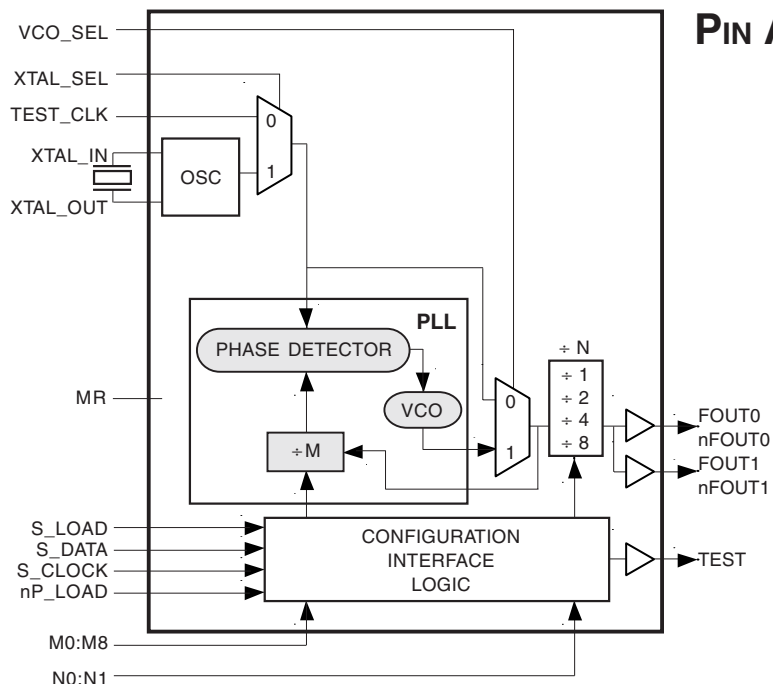 PIN A
VCO_SEL
XTAL_SEL
TEST_CLK
0
XTAL_IN
OSC
1
XTAL_OUT
PLL
PHASE DETECTOR
÷ N
÷ 1
÷ 2
÷ 4
÷ 8
MR
VCO
0
1
÷M
FOUT0
nFOUT0
FOUT1
nFOUT1
S_LOAD
S_DATA
S_CLOCK
nP_LOAD
CONFIGURATION
INTERFACE
LOGIC
TEST
M0:M8
N0:N1